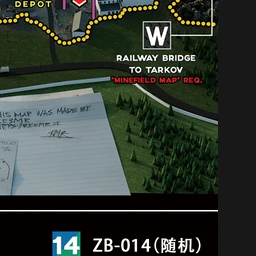 DEPOT
W
RAILWAY BRIDGE
TO TARKOV
"MINEFIELD MAP" REQ.
THIS MAP WAS MADE BY
14 ZB-014(随机)